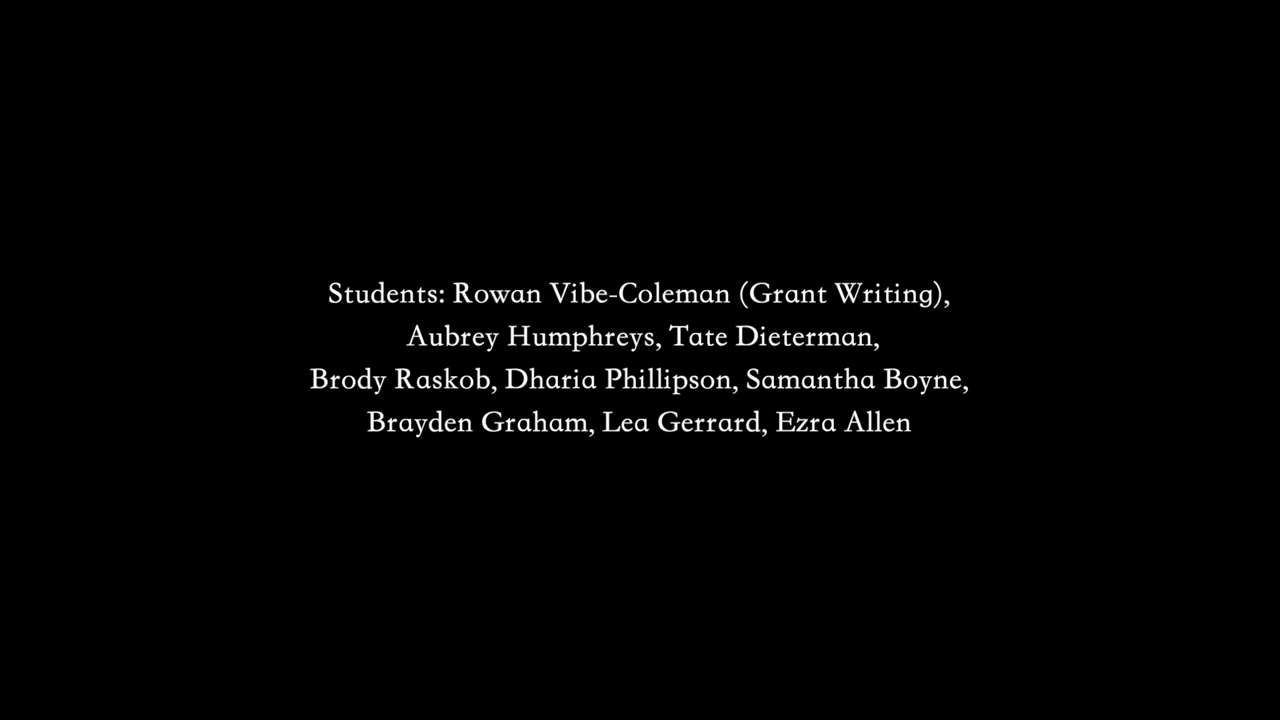 Students: Rowan Vibe-Coleman (Grant Writing),
Aubrey Humphreys, Tate Dieterman,
Brody Raskob, Dharia Phillipson, Samantha Boyne,
Brayden Graham, Lea Gerrard, Ezra Allen